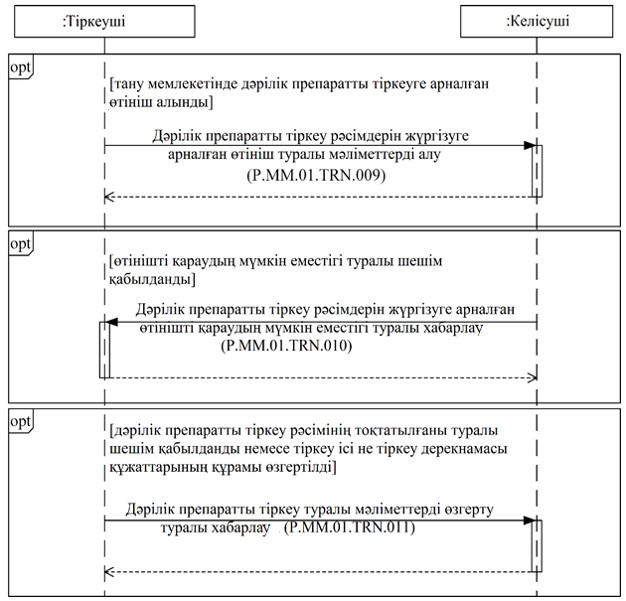 :Тіркеуші
:Келісуші
opt
[тану мемлекетінде дәрілік препаратты тіркеуге арналған
өтініш алынды]
Дәрілік препаратты тіркеу рәсімдерін жүргізуге
арналған өтініш туралы мәліметтерді алу
(P.MM.01.TRN.009)
opt
[өтінішті қараудың мүмкін еместігі туралы шешім
қабылданды]
Дәрілік препаратты тіркеу рәсімдерін жүргізуге арналған
өтінішті қараудың мүмкін еместігі туралы хабарлау
(P.MM.01.TRN.010)
opt
[дәрілік препаратты тіркеу рәсімінің тоқтатылғаны туралы
шешім қабылданды немесе тіркеу ісі не тіркеу дерекнамасы
құжаттарының құрамы өзгертілді]
Дәрілік препаратты тіркеу туралы мәліметтерді өзгерту
туралы хабарлау (P.MM.01.TRN.011)